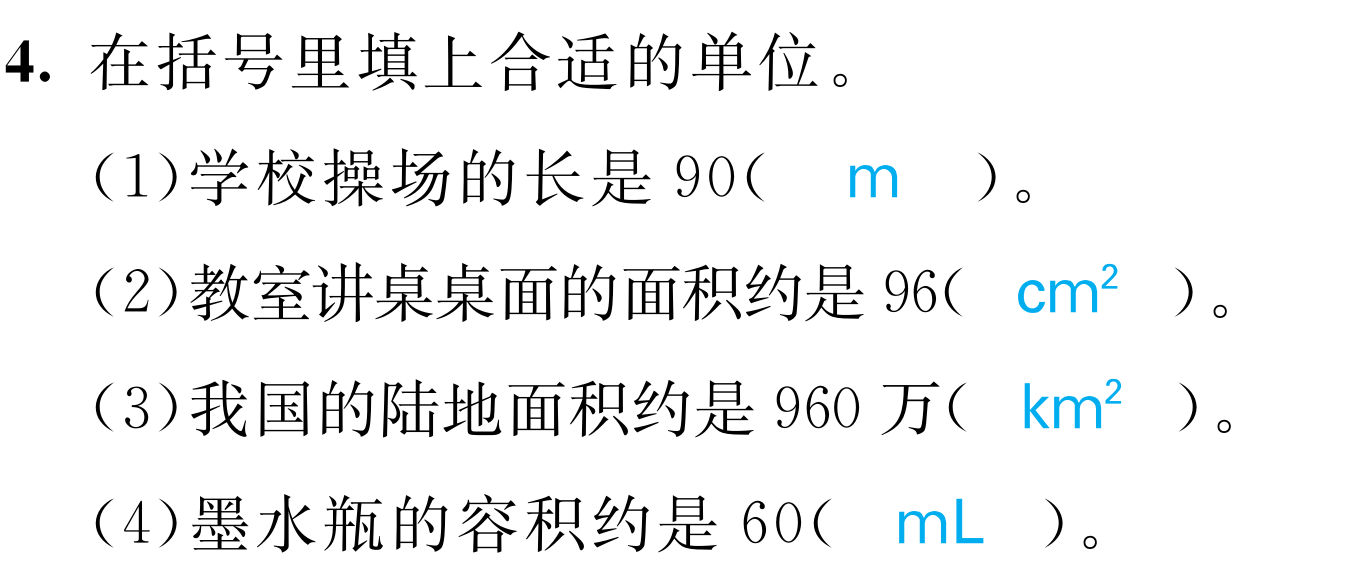 4. 在括号里填上合适的单位。
(1)学校操场的长是 90( m )。
(2)教室讲桌桌面的面积约是 96( cm² )。
(3)我国的陆地面积约是 960 万( km² )。
(4)墨水瓶的容积约是 60( mL )。